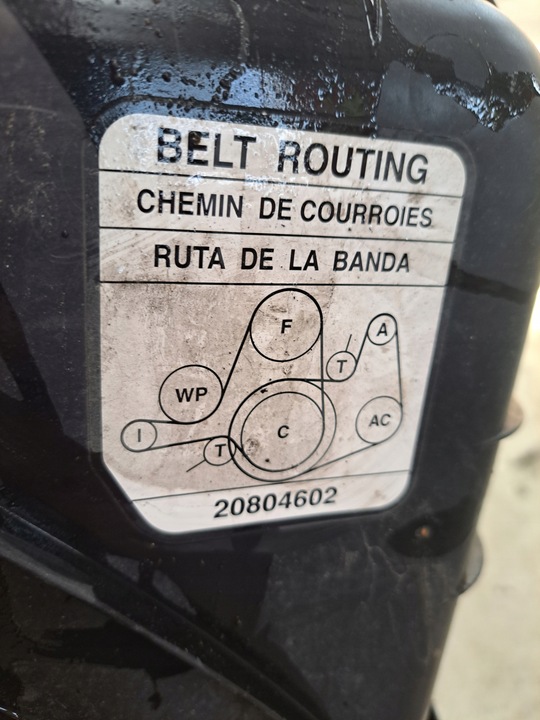 BELT ROUTING
CHEMIN DE COURROIES
RUTA DE LA BANDA
F
A
T
WP
AC
C
I
T
20804602